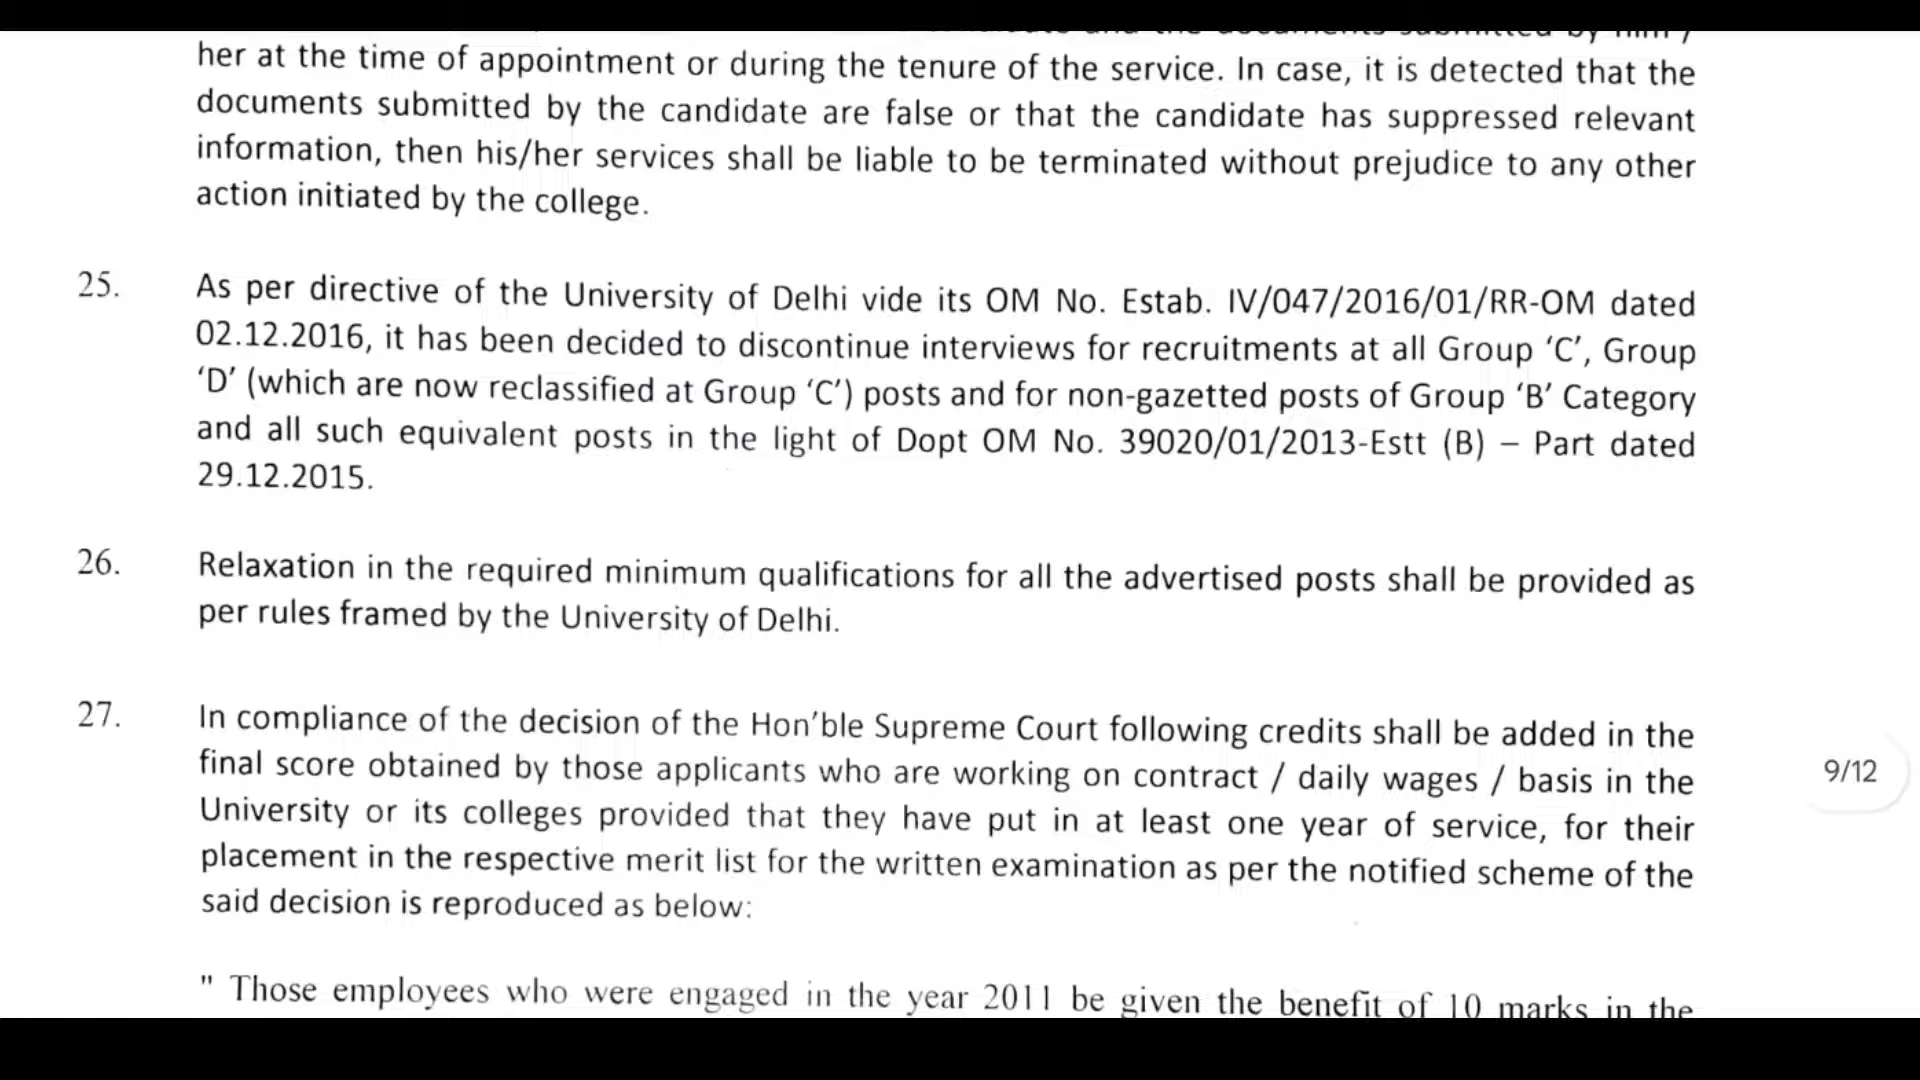 her at the time of appointment or during the tenure of the service. In case, it is detected that the
documents submitted by the candidate are false or that the candidate has suppressed relevant
information, then his/her services shall be liable to be terminated without prejudice to any other
action initiated by the college.
25. As per directive of the University of Delhi vide its OM No. Estab. IV/047/2016/01/RR-OM dated
02.12.2016, it has been decided to discontinue interviews for recruitments at all Group ‘C’, Group
‘D’ (which are now reclassified at Group ‘C’) posts and for non-gazetted posts of Group ‘B’ Category
and all such equivalent posts in the light of Dopt OM No. 39020/01/2013-Estt (B) – Part dated
29.12.2015.
26. Relaxation in the required minimum qualifications for all the advertised posts shall be provided as
per rules framed by the University of Delhi.
27. In compliance of the decision of the Hon’ble Supreme Court following credits shall be added in the
final score obtained by those applicants who are working on contract / daily wages / basis in the
University or its colleges provided that they have put in at least one year of service, for their
placement in the respective merit list for the written examination as per the notified scheme of the
said decision is reproduced as below:
9/12
" Those employees who were engaged in the year 2011 be given the benefit of 10 marks in the